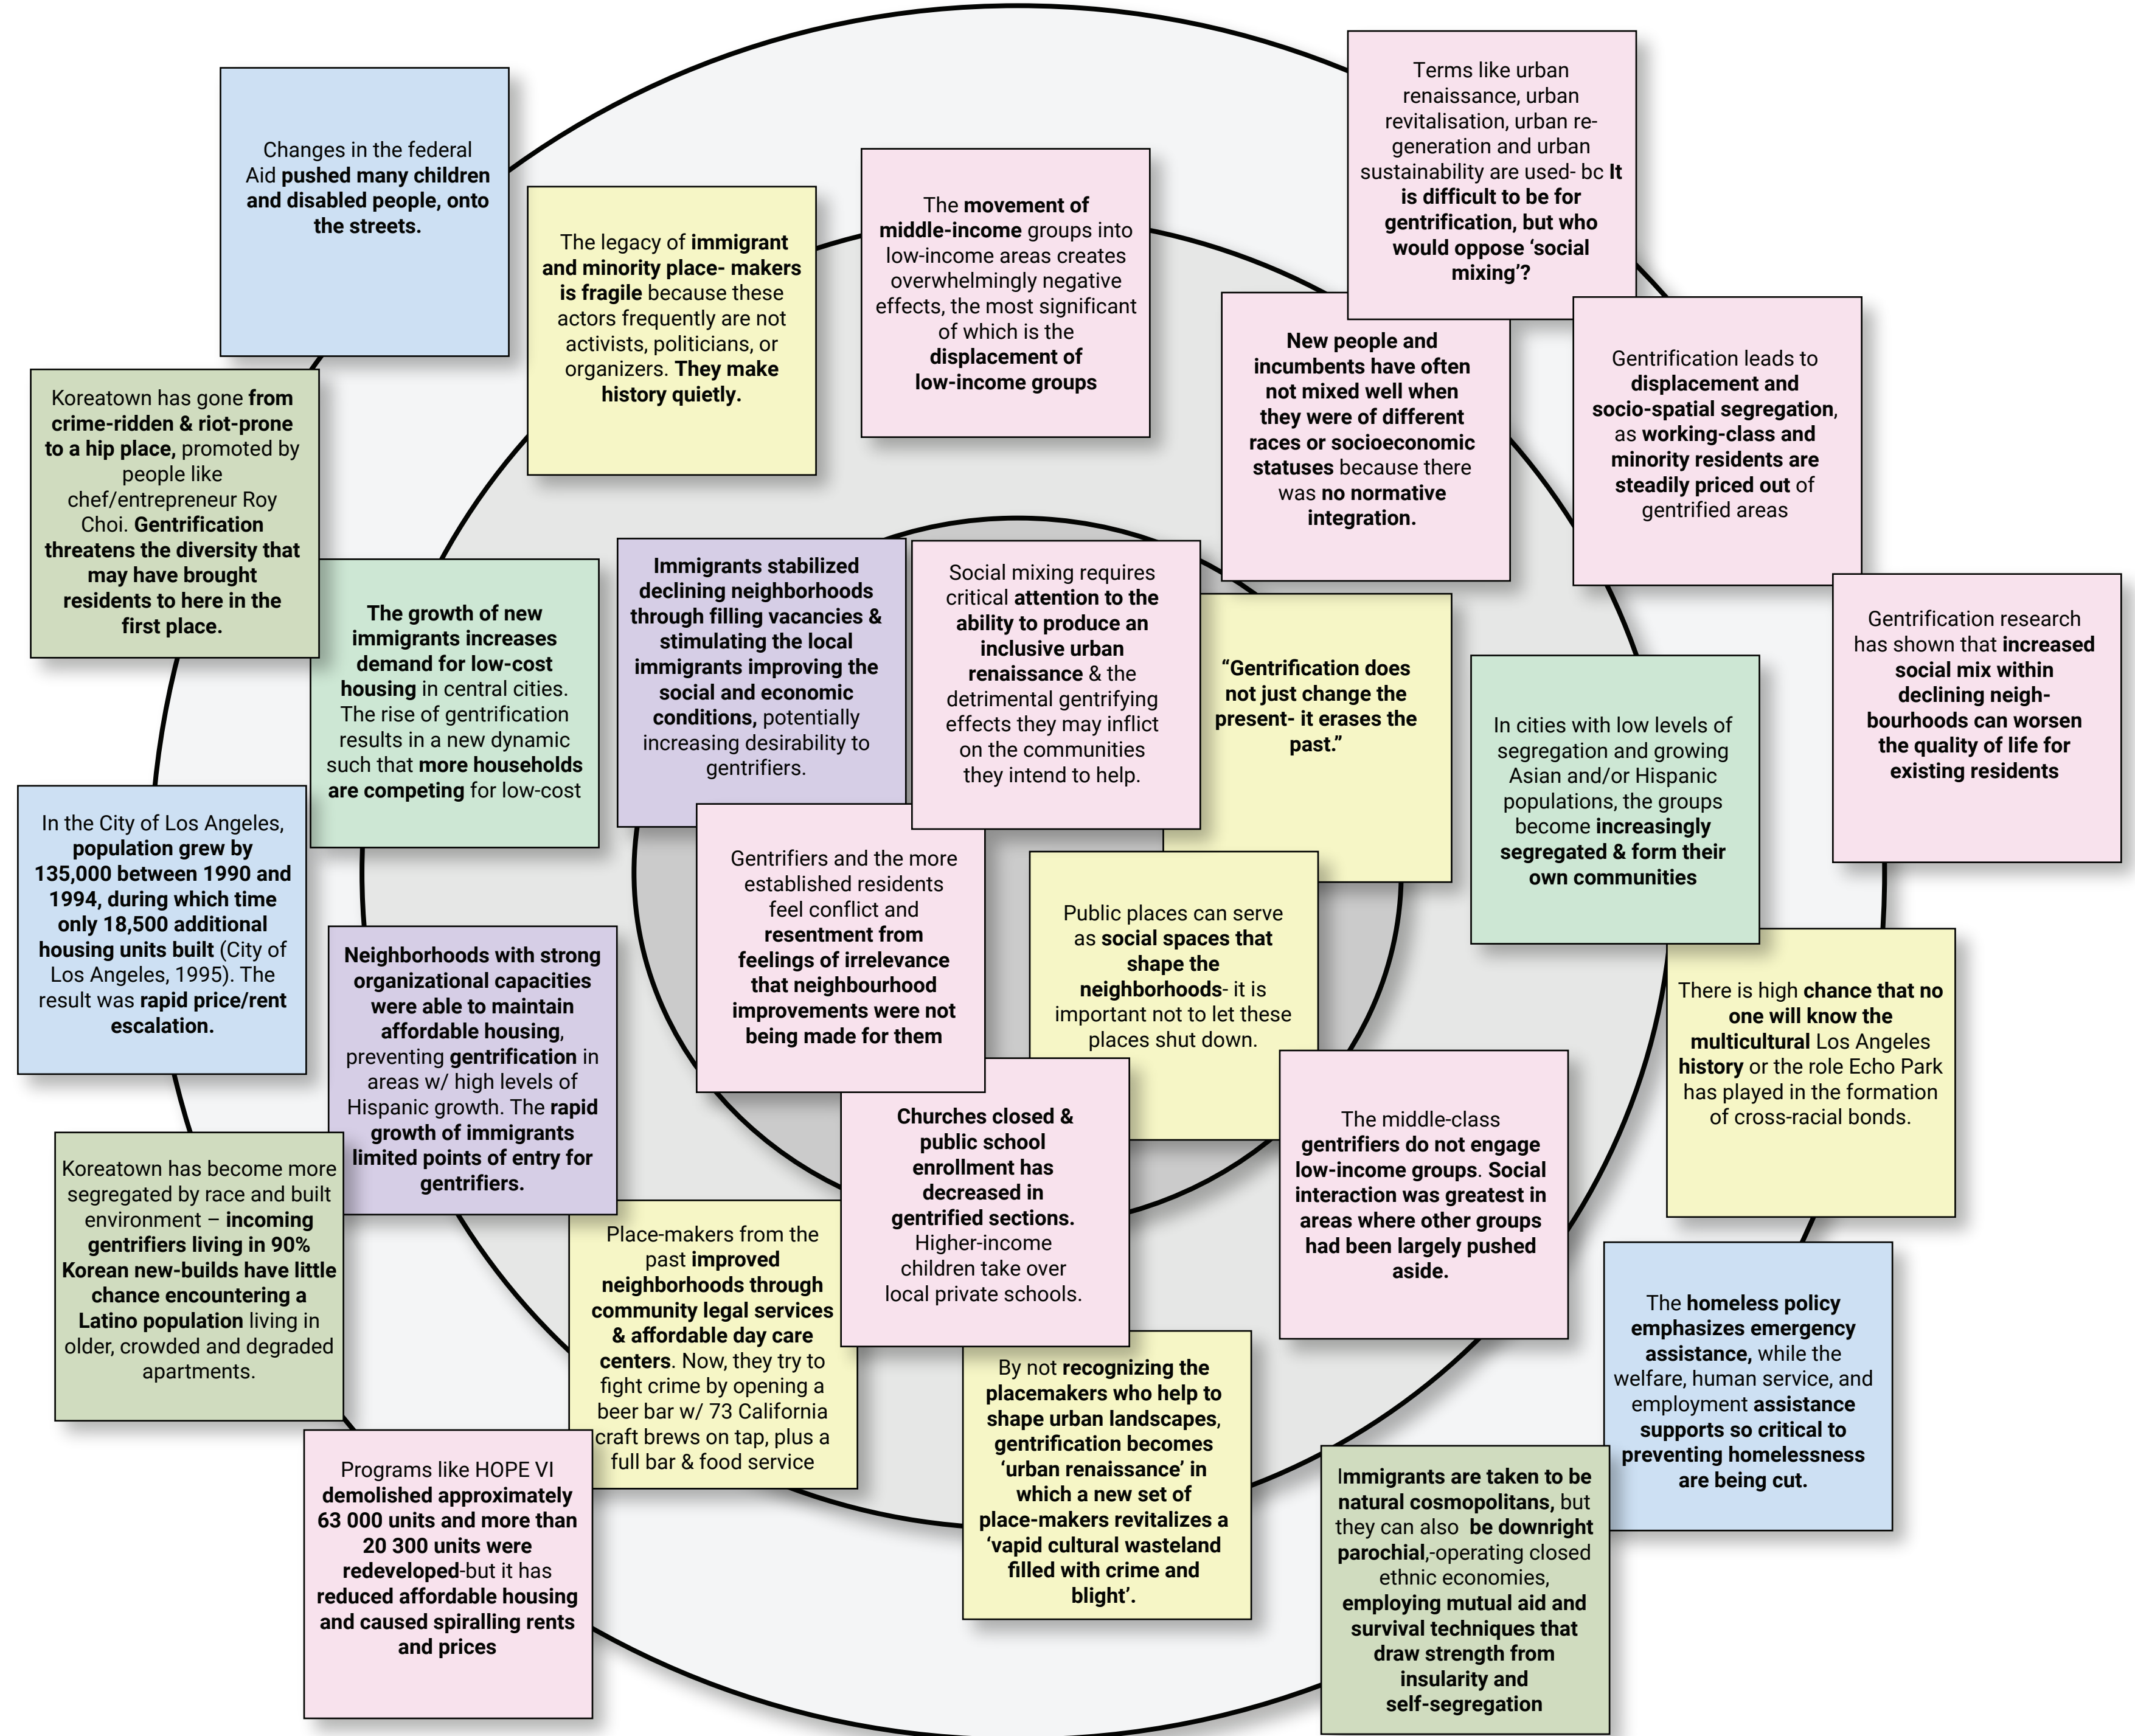 Changes in the federal
Aid pushed many children
and disabled people, onto
the streets.
The legacy of immigrant
and minority place- makers
is fragile because these
actors frequently are not
activists, politicians, or
organizers. They make
history quietly.
The movement of
middle-income groups into
low-income areas creates
overwhelmingly negative
effects, the most significant
of which is the
displacement of
low-income groups
Terms like urban
renaissance, urban
revitalisation, urban re-
generation and urban
sustainability are used- bc It
is difficult to be for
gentrification, but who
would oppose ‘social
mixing’?
New people and
incumbents have often
not mixed well when
they were of different
races or socioeconomic
statuses because there
was no normative
integration.
Gentrification leads to
displacement and
socio-spatial segregation,
as working-class and
minority residents are
steadily priced out of
gentrified areas
Koreatown has gone from
crime-ridden & riot-prone
to a hip place, promoted by
people like
chef/entrepreneur Roy
Choi. Gentrification
threatens the diversity that
may have brought
residents to here in the
first place.
The growth of new
immigrants increases
demand for low-cost
housing in central cities.
The rise of gentrification
results in a new dynamic
such that more households
are competing for low-cost
Immigrants stabilized
declining neighborhoods
through filling vacancies &
stimulating the local
immigrants improving the
social and economic
conditions, potentially
increasing desirability to
gentrifiers.
Social mixing requires
critical attention to the
ability to produce an
inclusive urban
renaissance & the
detrimental gentrifying
effects they may inflict
on the communities
they intend to help.
“Gentrification does
not just change the
present- it erases the
past.”
In cities with low levels of
segregation and growing
Asian and/or Hispanic
populations, the groups
become increasingly
segregated & form their
own communities
Gentrification research
has shown that increased
social mix within
declining neigh-
bourhoods can worsen
the quality of life for
existing residents
In the City of Los Angeles,
population grew by
135,000 between 1990 and
1994, during which time
only 18,500 additional
housing units built (City of
Los Angeles, 1995). The
result was rapid price/rent
escalation.
Neighborhoods with strong
organizational capacities
were able to maintain
affordable housing,
preventing gentrification in
areas w/ high levels of
Hispanic growth. The rapid
growth of immigrants
limited points of entry for
gentrifiers.
Gentrifiers and the more
established residents
feel conflict and
resentment from
feelings of irrelevance
that neighbourhood
improvements were not
being made for them
Public places can serve
as social spaces that
shape the
neighborhoods- it is
important not to let these
places shut down.
There is high chance that no
one will know the
multicultural Los Angeles
history or the role Echo Park
has played in the formation
of cross-racial bonds.
Koreatown has become more
segregated by race and built
environment – incoming
gentrifiers living in 90%
Korean new-builds have little
chance encountering a
Latino population living in
older, crowded and degraded
apartments.
Place-makers from the
past improved
neighborhoods through
community legal services
& affordable day care
centers. Now, they try to
fight crime by opening a
beer bar w/ 73 California
craft brews on tap, plus a
full bar & food service
Churches closed &
public school
enrollment has
decreased in
gentrified sections.
Higher-income
children take over
local private schools.
The middle-class
gentrifiers do not engage
low-income groups. Social
interaction was greatest in
areas where other groups
had been largely pushed
aside.
The homeless policy
emphasizes emergency
assistance, while the
welfare, human service, and
employment assistance
supports so critical to
preventing homelessness
are being cut.
Programs like HOPE VI
demolished approximately
63 000 units and more than
20 300 units were
redeveloped-but it has
reduced affordable housing
and caused spiralling rents
and prices
By not recognizing the
placemakers who help to
shape urban landscapes,
gentrification becomes
‘urban renaissance’ in
which a new set of
place-makers revitalizes a
‘vapid cultural wasteland
filled with crime and
blight’.
Immigrants are taken to be
natural cosmopolitans, but
they can also be downright
parochial,-operating closed
ethnic economies,
employing mutual aid and
survival techniques that
draw strength from
insularity and
self-segregation